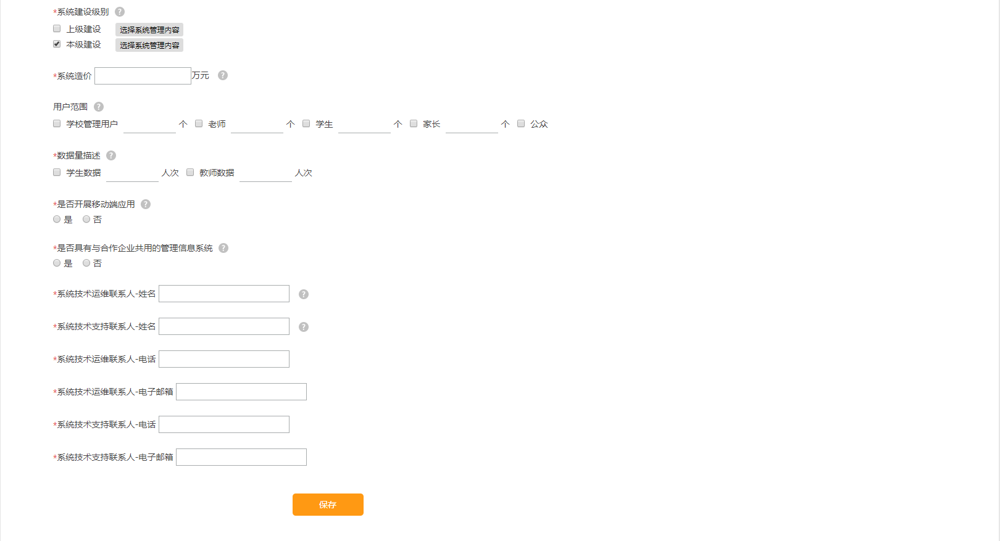 *系统建设级别 ?
上级建设 选择系统管理内容
本级建设 选择系统管理内容
*系统造价 万元 ?
用户范围 ?
学校管理用户 个 老师 个 学生 个 家长 个 公众
*数据量描述 ?
学生数据 人次 教师数据 人次
*是否开展移动端应用 ?
是 否
*是否具有与合作企业共用的管理信息系统 ?
是 否
*系统技术运维联系人-姓名 ?
*系统技术支持联系人-姓名 ?
*系统技术运维联系人-电话
*系统技术运维联系人-电子邮箱
*系统技术支持联系人-电话
*系统技术支持联系人-电子邮箱
保存